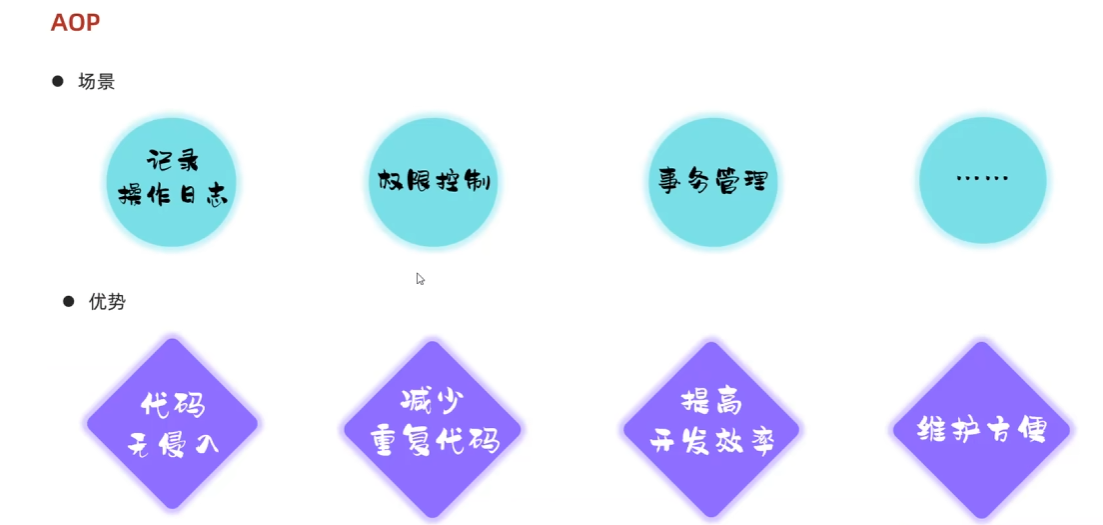 AOP
场景
记录
操作日志
权限控制
事务管理
……
优势
代码
无侵入
减少
重复代码
提高
开发效率
维护方便